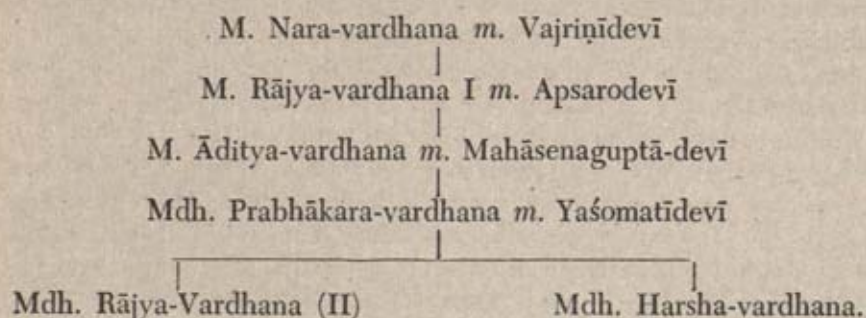 M. Nara-vardhana m. Vajriṇīdevī
M. Rājya-vardhana I m. Apsarodevī
M. Āditya-vardhana m. Mahāsenaguptā-devī
Mdh. Prabhākara-vardhana m. Yaśomatīdevī
Mdh. Rājya-Vardhana (II) Mdh. Harsha-vardhana.